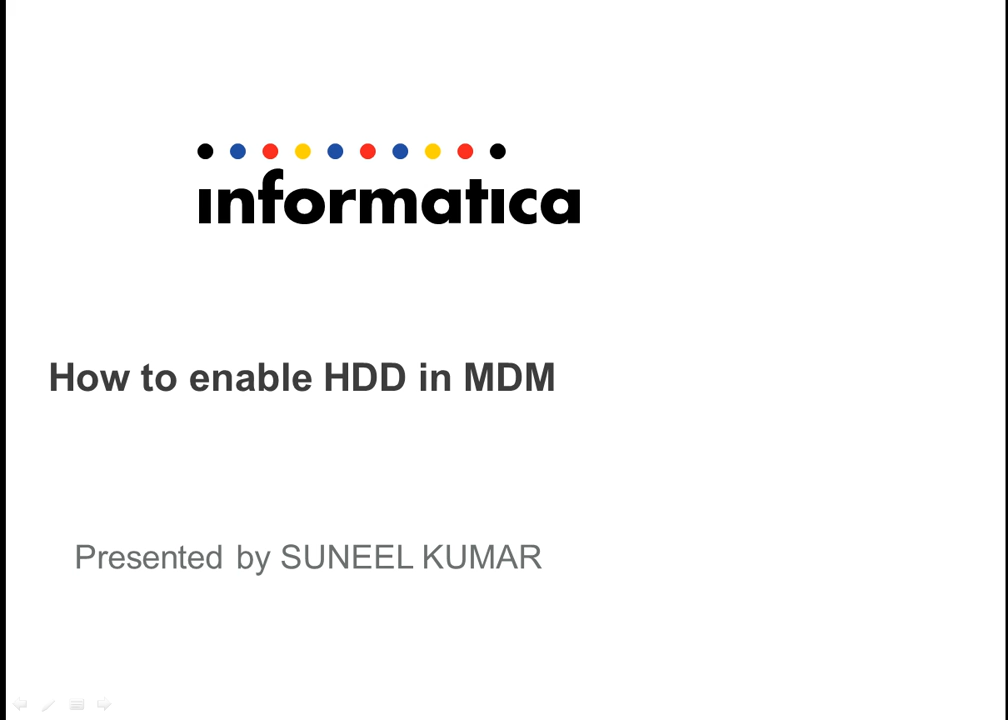 informatica
How to enable HDD in MDM
Presented by SUNEEL KUMAR